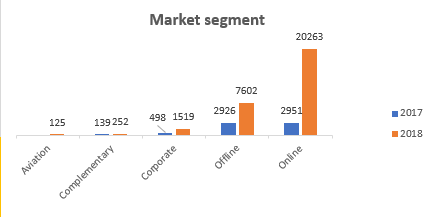 Market segment
20263
7602
2926
2951
498
1519
139
252
125
2017
2018
Aviation
Complementary
Corporate
Offline
Online